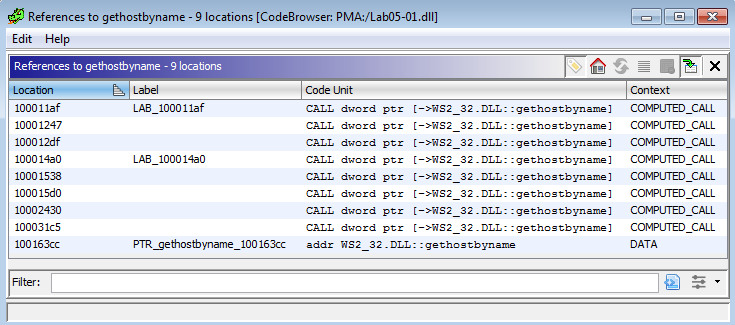 References to gethostbyname - 9 locations [CodeBrowser: PMA:/Lab05-01.dll]
Edit Help
References to gethostbyname - 9 locations
Location Label Code Unit Context
100011af LAB_100011af CALL dword ptr [->WS2_32.DLL::gethostbyname] COMPUTED_CALL
10001247 CALL dword ptr [->WS2_32.DLL::gethostbyname] COMPUTED_CALL
100012df CALL dword ptr [->WS2_32.DLL::gethostbyname] COMPUTED_CALL
100014a0 LAB_100014a0 CALL dword ptr [->WS2_32.DLL::gethostbyname] COMPUTED_CALL
10001538 CALL dword ptr [->WS2_32.DLL::gethostbyname] COMPUTED_CALL
100015d0 CALL dword ptr [->WS2_32.DLL::gethostbyname] COMPUTED_CALL
10002430 CALL dword ptr [->WS2_32.DLL::gethostbyname] COMPUTED_CALL
100031c5 CALL dword ptr [->WS2_32.DLL::gethostbyname] COMPUTED_CALL
100163cc PTR_gethostbyname_100163cc addr WS2_32.DLL::gethostbyname DATA
Filter: